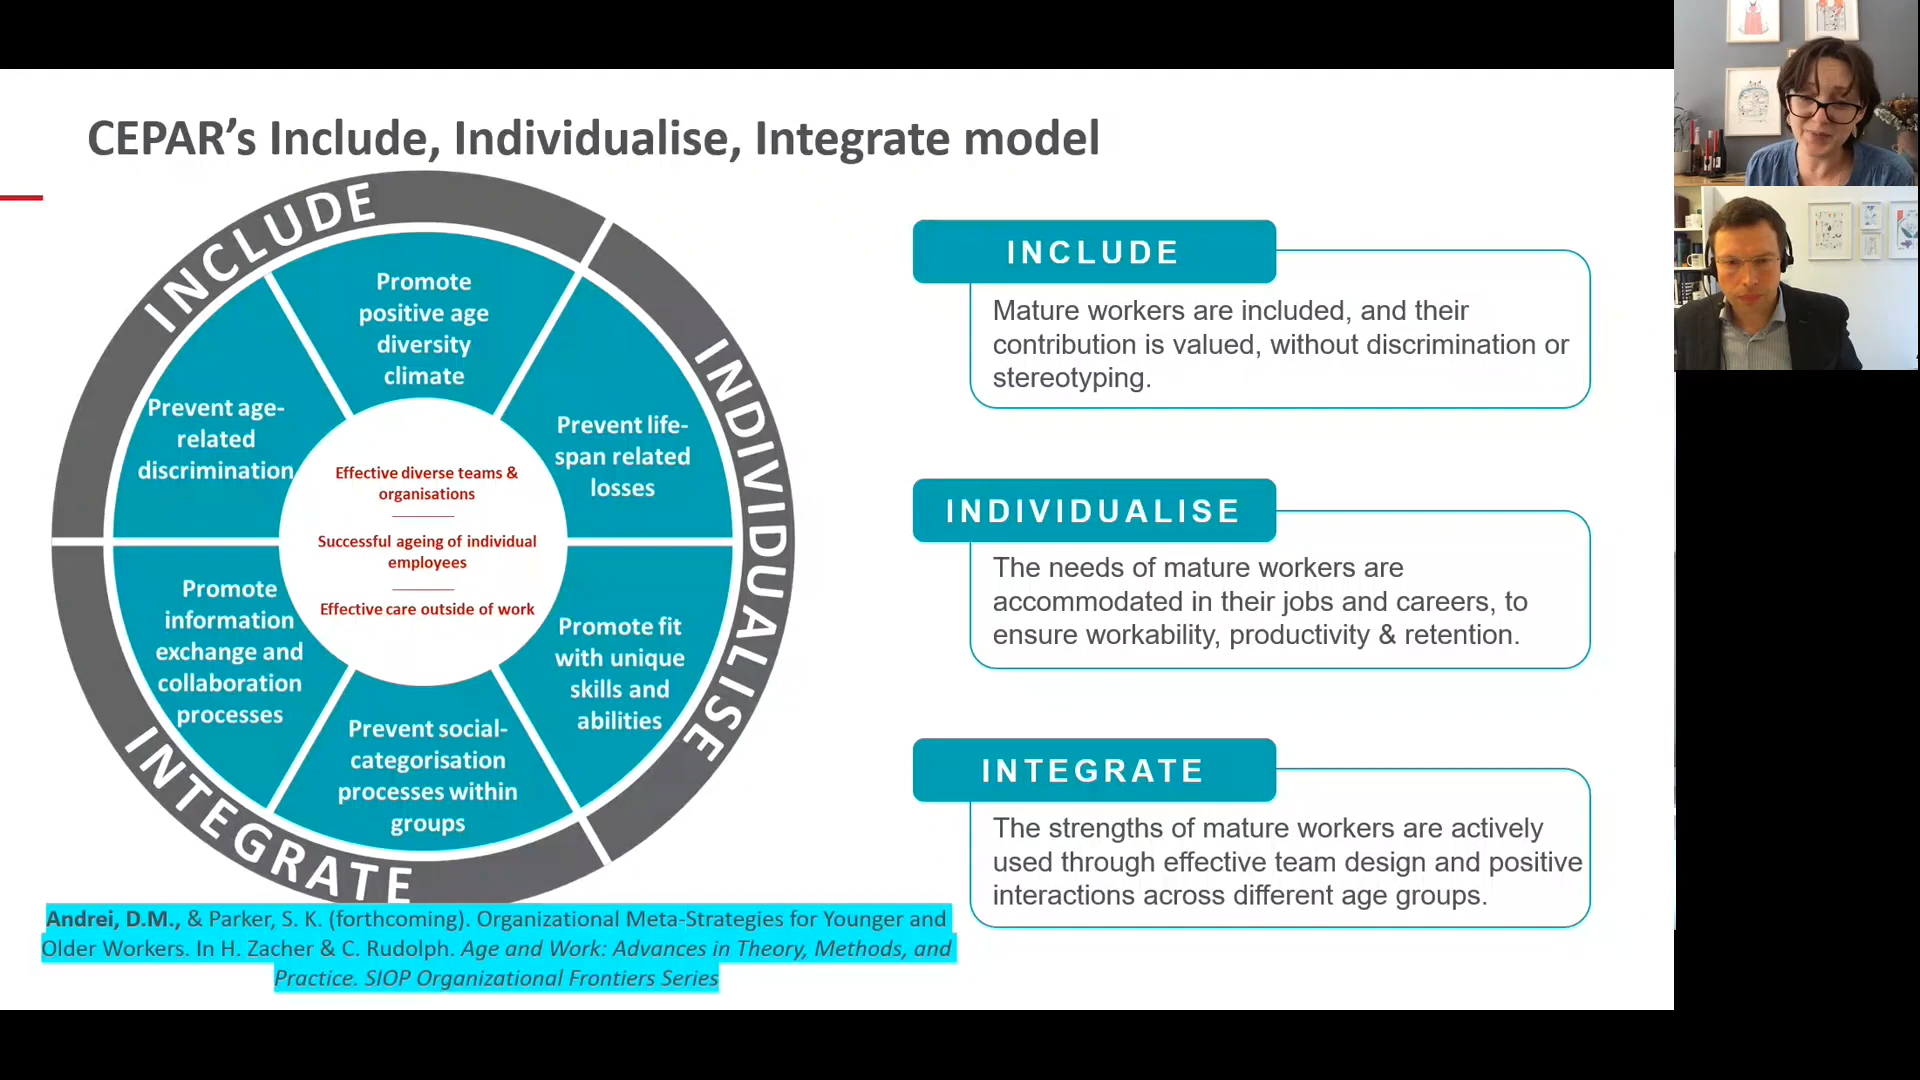 CEPAR's Include, Individualise, Integrate model
INCLUDE
INDIVIDUALISE
INTEGRATE
Promote
positive age
diversity
climate
Prevent life-
span related
losses
Promote fit
with unique
skills and
abilities
Prevent social-
categorisation
processes within
groups
Promote
information
exchange and
collaboration
processes
Prevent age-
related
discrimination
Effective diverse teams &
organisations
Successful ageing of individual
employees
Effective care outside of work
INCLUDE
Mature workers are included, and their
contribution is valued, without discrimination or
stereotyping.
INDIVIDUALISE
The needs of mature workers are
accommodated in their jobs and careers, to
ensure workability, productivity & retention.
INTEGRATE
The strengths of mature workers are actively
used through effective team design and positive
interactions across different age groups.
Andrei, D.M., & Parker, S. K. (forthcoming). Organizational Meta-Strategies for Younger and
Older Workers. In H. Zacher & C. Rudolph. Age and Work: Advances in Theory, Methods, and
Practice. SIOP Organizational Frontiers Series